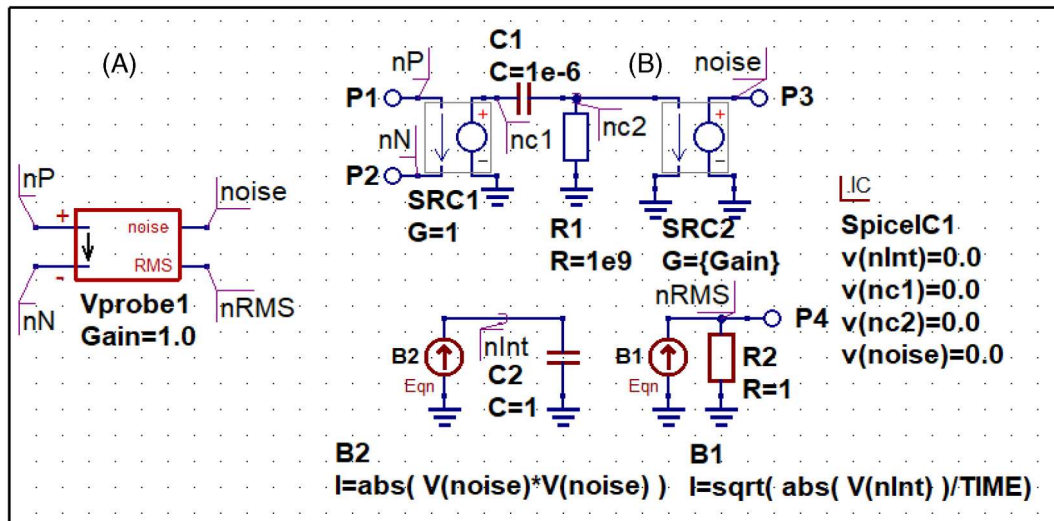 (A)
nP
noise
+
noise
RMS
-
nN
nRMS
Vprobe1
Gain=1.0
C1
C=1e-6
(B)
nP
noise
P1
+
+
P3
nN
nc1
nc2
P2
−
−
SRC1
G=1
R1
R=1e9
SRC2
G={Gain}
.IC
SpiceIC1
v(nInt)=0.0
v(nc1)=0.0
v(nc2)=0.0
v(noise)=0.0
nRMS
P4
B2
Eqn
nInt
C2
C=1
B1
Eqn
R2
R=1
B2
I=abs( V(noise)*V(noise) )
B1
I=sqrt( abs( V(nInt) )/TIME)